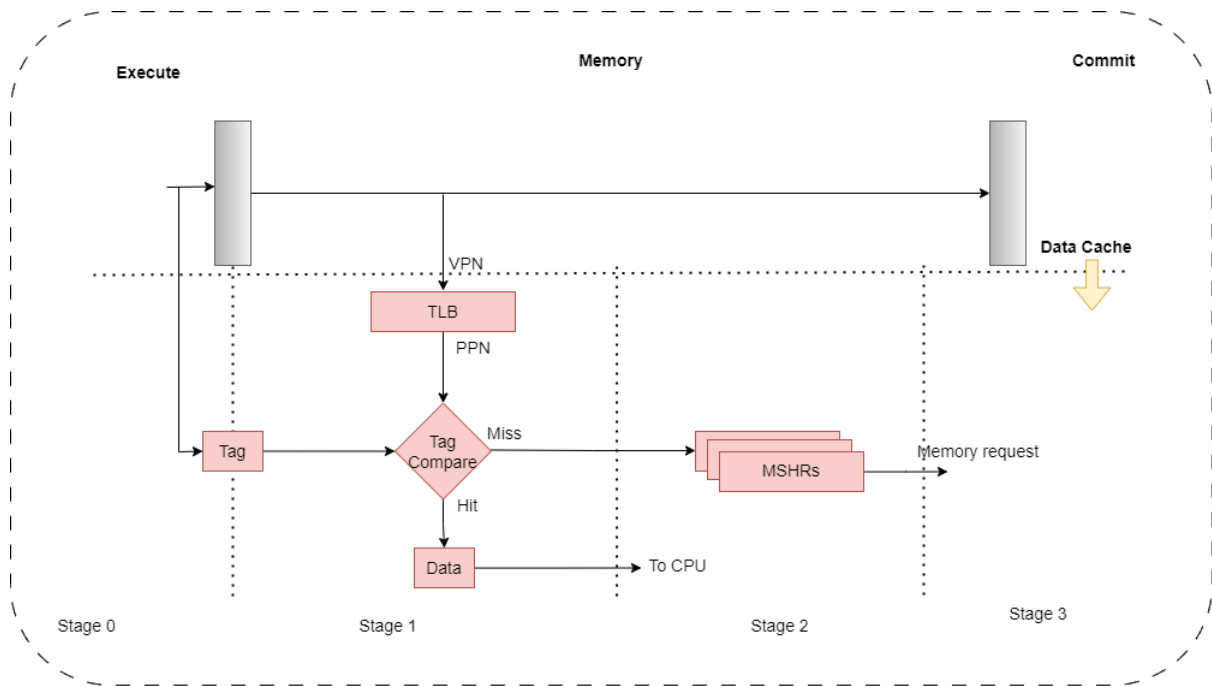 Execute
Memory
Commit
Data Cache
VPN
TLB
PPN
Tag
Tag
Compare
Miss
MSHRs
Memory request
Hit
Data
To CPU
Stage 0
Stage 1
Stage 2
Stage 3